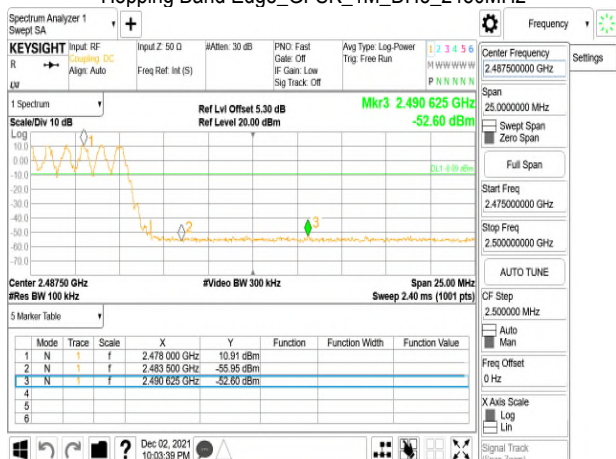 Hopping Band Edge_GFSK_1M_DH5_2480MHz
Spectrum Analyzer 1
Swept SA
Frequency
Settings
KEYSIGHT
R
Input: RF
Coupling: DC
Align: Auto
Input Z: 50 Ω
Freq Ref: Int (S)
#Atten: 30 dB
PNO: Fast
Gate: Off
IF Gain: Low
Sig Track: Off
Avg Type: Log-Power
Trig: Free Run
1 2 3 4 5 6
M W W W W W
P N N N N N
1 Spectrum
Scale/Div 10 dB
Ref Lvl Offset 5.30 dB
Ref Level 20.00 dBm
Mkr3 2.490 625 GHz
-52.60 dBm
Log
10.0
0.00
-10.0
-20.0
-30.0
-40.0
-50.0
-60.0
-70.0
1
2
3
DL1 -9.09 dBm
Center 2.48750 GHz
#Res BW 100 kHz
#Video BW 300 kHz
Span 25.00 MHz
Sweep 2.40 ms (1001 pts)
5 Marker Table
Mode Trace Scale X Y Function Function Width Function Value
1 N 1 f 2.478 000 GHz 10.91 dBm
2 N 1 f 2.483 500 GHz -55.95 dBm
3 N 1 f 2.490 625 GHz -52.60 dBm
4
5
6
Dec 02, 2021
10:03:39 PM
Center Frequency
2.487500000 GHz
Span
25.0000000 MHz
Swept Span
Zero Span
Full Span
Start Freq
2.475000000 GHz
Stop Freq
2.500000000 GHz
AUTO TUNE
CF Step
2.500000 MHz
Auto
Man
Freq Offset
0 Hz
X Axis Scale
Log
Lin
Signal Track